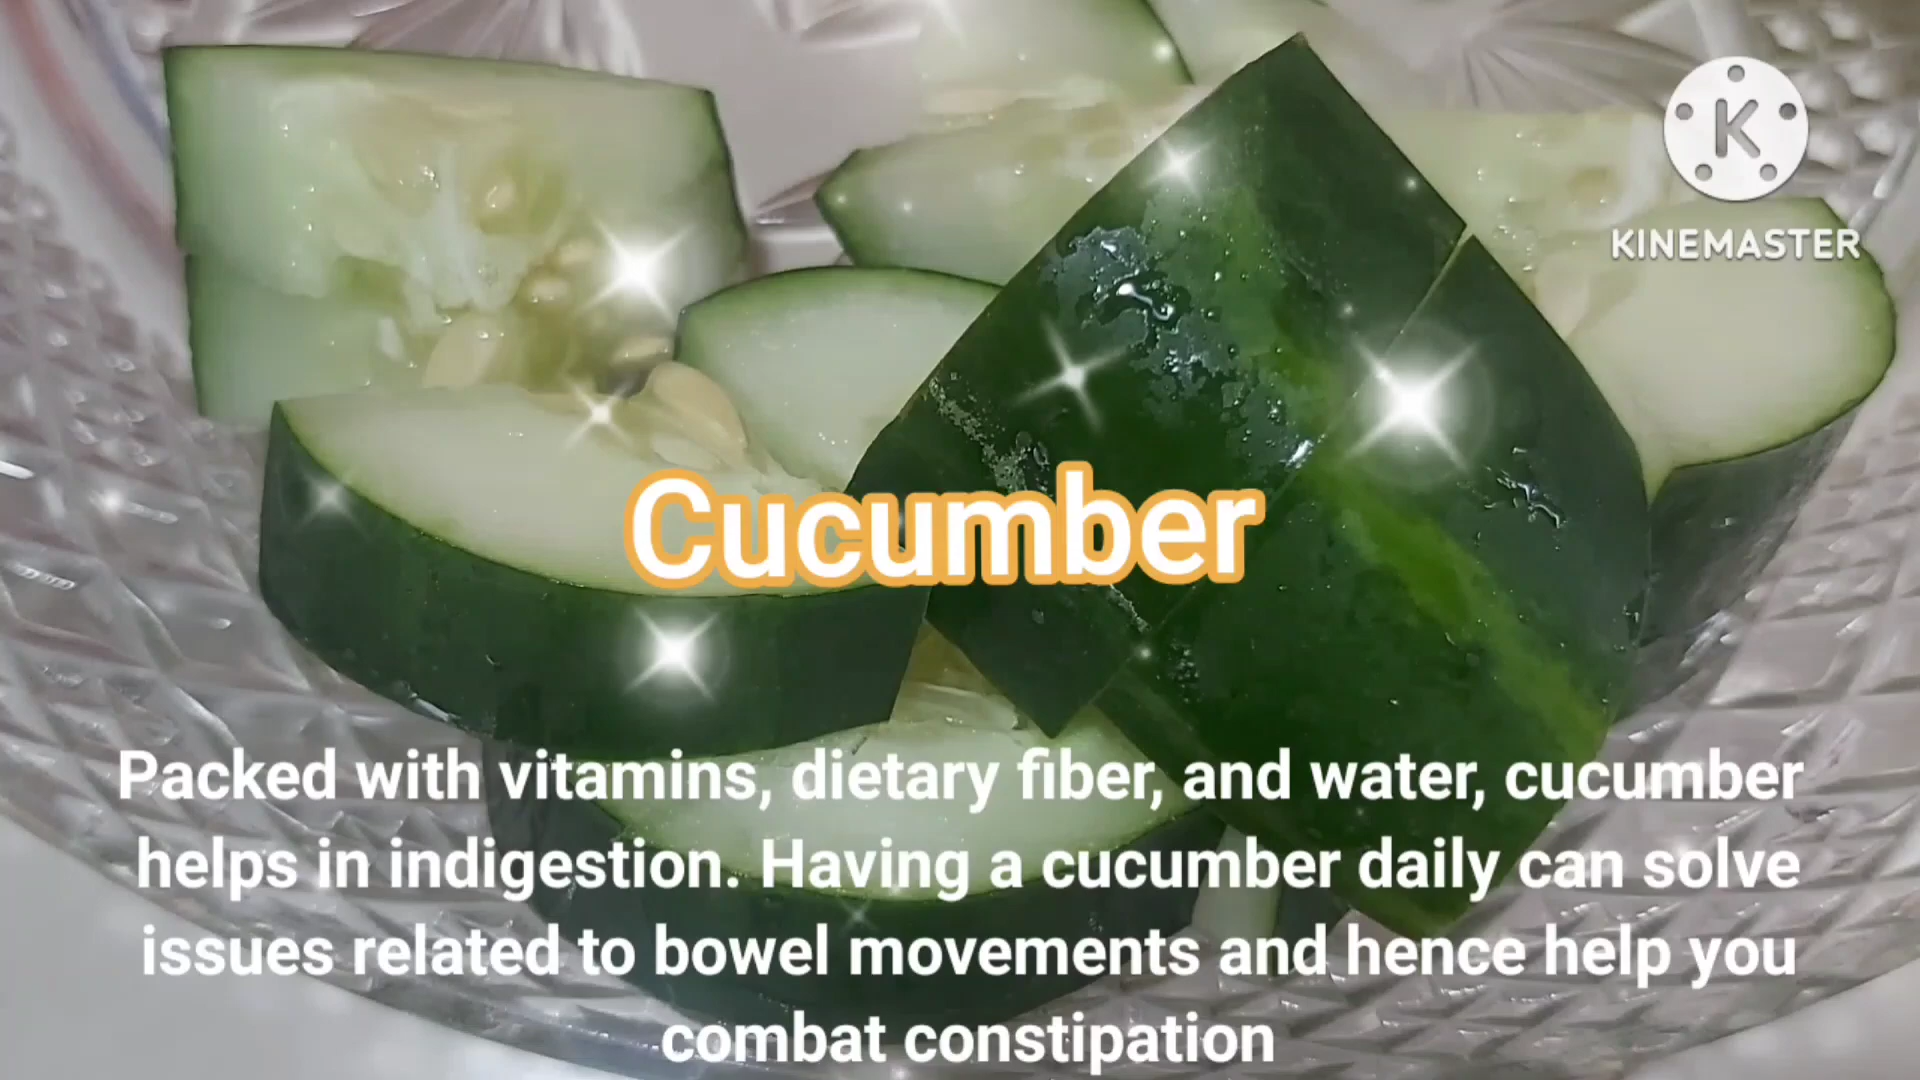 K
KINEMASTER
Cucumber
Packed with vitamins, dietary fiber, and water, cucumber
helps in indigestion. Having a cucumber daily can solve
issues related to bowel movements and hence help you
combat constipation